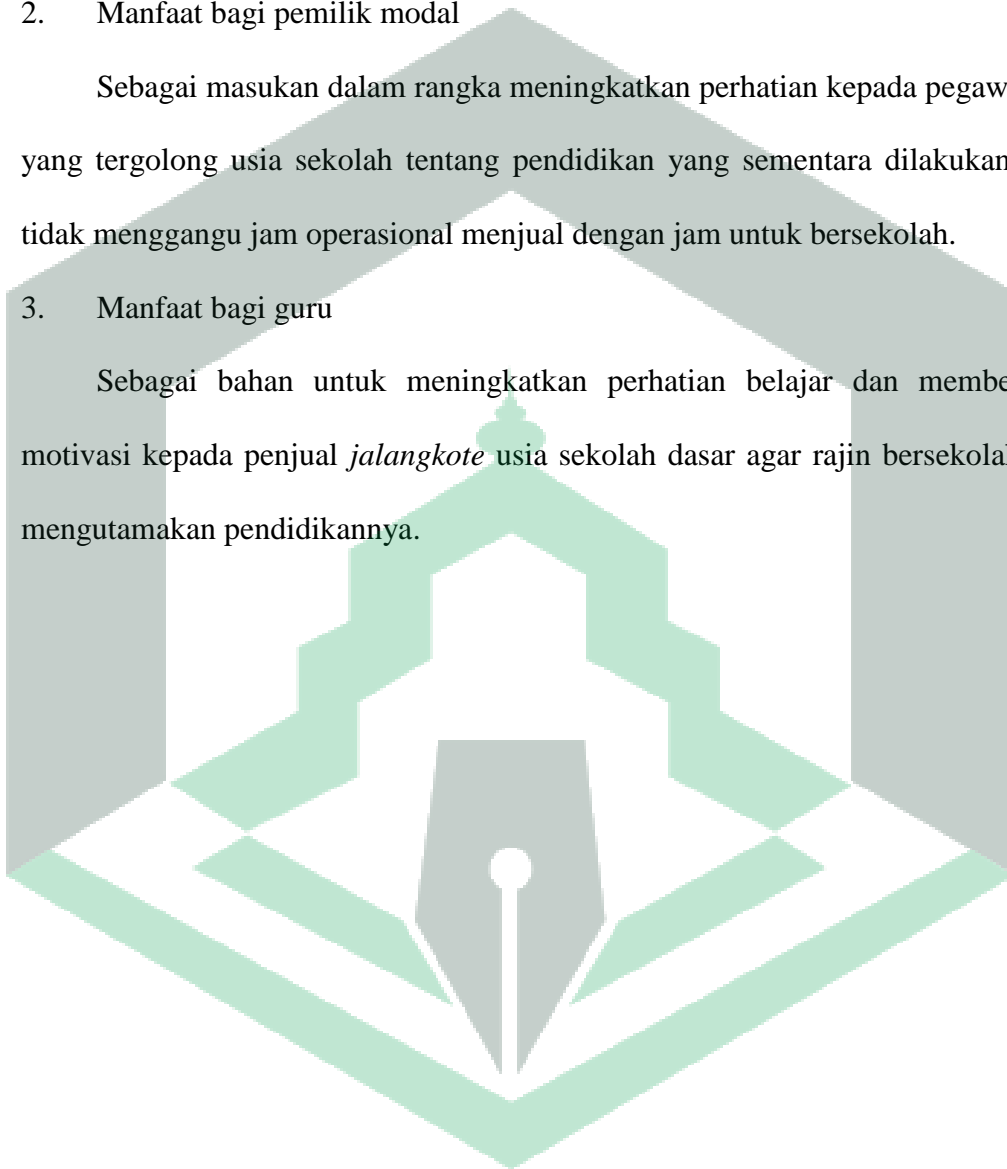 2. Manfaat bagi pemilik modal
Sebagai masukan dalam rangka meningkatkan perhatian kepada
yang tergolong usia sekolah tentang pendidikan yang sementara dilakukan
tidak menggangu jam operasional menjual dengan jam untuk bersekolah.
3. Manfaat bagi guru
Sebagai bahan untuk meningkatkan perhatian belajar dan
motivasi kepada penjual jalangkote usia sekolah dasar agar rajin
mengutamakan pendidikannya.